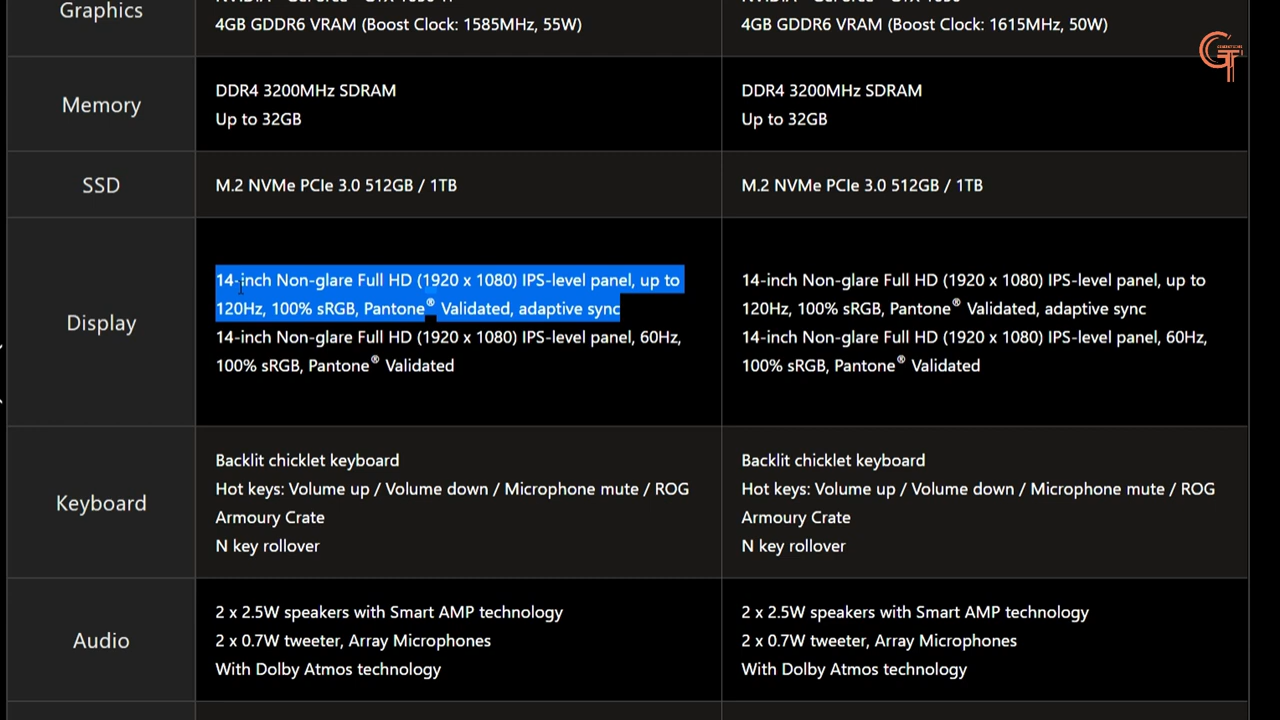 Graphics
4GB GDDR6 VRAM (Boost Clock: 1585MHz, 55W)
4GB GDDR6 VRAM (Boost Clock: 1615MHz, 50W)
Memory
DDR4 3200MHz SDRAM
Up to 32GB
DDR4 3200MHz SDRAM
Up to 32GB
SSD
M.2 NVMe PCIe 3.0 512GB / 1TB
M.2 NVMe PCIe 3.0 512GB / 1TB
Display
14-inch Non-glare Full HD (1920 x 1080) IPS-level panel, up to
120Hz, 100% sRGB, Pantone® Validated, adaptive sync
14-inch Non-glare Full HD (1920 x 1080) IPS-level panel, 60Hz,
100% sRGB, Pantone® Validated
14-inch Non-glare Full HD (1920 x 1080) IPS-level panel, up to
120Hz, 100% sRGB, Pantone® Validated, adaptive sync
14-inch Non-glare Full HD (1920 x 1080) IPS-level panel, 60Hz,
100% sRGB, Pantone® Validated
Keyboard
Backlit chicklet keyboard
Hot keys: Volume up / Volume down / Microphone mute / ROG
Armoury Crate
N key rollover
Backlit chicklet keyboard
Hot keys: Volume up / Volume down / Microphone mute / ROG
Armoury Crate
N key rollover
Audio
2 x 2.5W speakers with Smart AMP technology
2 x 0.7W tweeter, Array Microphones
With Dolby Atmos technology
2 x 2.5W speakers with Smart AMP technology
2 x 0.7W tweeter, Array Microphones
With Dolby Atmos technology